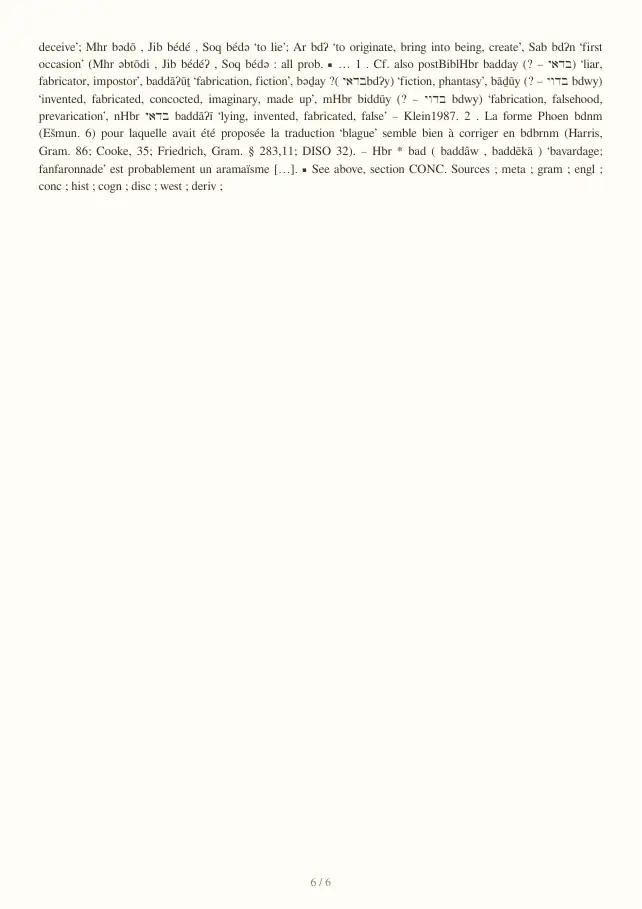 deceive’; Mhr bədō , Jib bédé , Soq bédə ‘to lie’; Ar bdʔ ‘to originate, bring into being, create’, Sab bdʔn ‘first
occasion’ (Mhr əbtōdi , Jib bédéʔ , Soq bédə : all prob. ▪ … 1 . Cf. also postBiblHbr badday (? – בדאי) ‘liar,
fabricator, impostor’, baddāʔūṯ ‘fabrication, fiction’, bəḏay ?( בדאיbdʔy) ‘fiction, phantasy’, bāḏūy (? – בדוי bdwy)
‘invented, fabricated, concocted, imaginary, made up’, mHbr biddūy (? – בדוי bdwy) ‘fabrication, falsehood,
prevarication’, nHbr בדאי baddāʔī ‘lying, invented, fabricated, false’ – Klein1987. 2 . La forme Phoen bdnm
(Ešmun. 6) pour laquelle avait été proposée la traduction ‘blague’ semble bien à corriger en bdbrnm (Harris,
Gram. 86; Cooke, 35; Friedrich, Gram. § 283,11; DISO 32). – Hbr * bad ( baddâw , baddēkā ) ‘bavardage;
fanfaronnade’ est probablement un aramaïsme […]. ▪ See above, section CONC. Sources ; meta ; gram ; engl ;
conc ; hist ; cogn ; disc ; west ; deriv ;
6 / 6